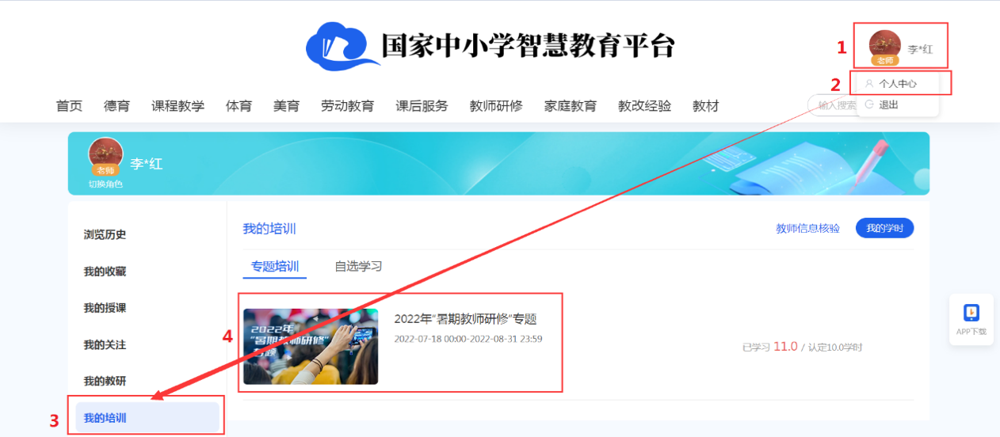 国家中小学智慧教育平台
1
李*红
老师
2
个人中心
退出
首页 德育 课程教学 体育 美育 劳动教育 课后服务 教师研修 家庭教育 教改经验 教材
输入搜索
李*红
老师
切换角色
浏览历史
我的收藏
我的授课
我的关注
我的教研
3
我的培训
我的培训
教师信息核验
我的学时
专题培训 自选学习
4
2022年
“暑期教师研修”
专题
2022年“暑期教师研修”专题
2022-07-18 00:00-2022-08-31 23:59
已学习 11.0 / 认定10.0学时
APP下载